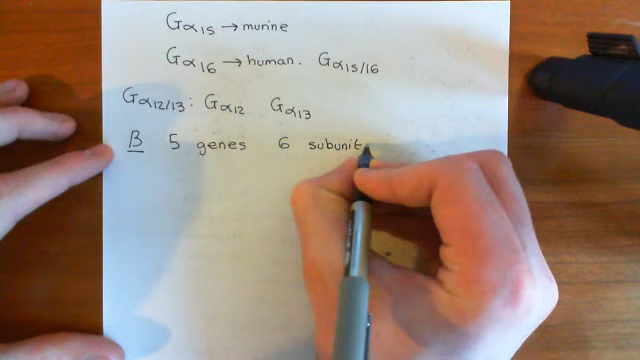 Gα15 → murine
Gα16 → human. Gα15/16
Gα12/13: Gα12 Gα13
β 5 genes 6 subunit